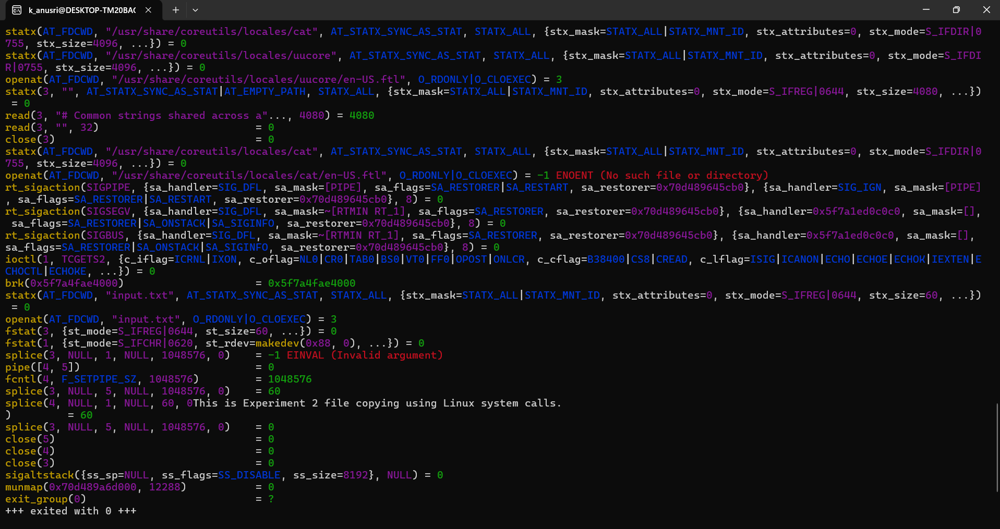 k_anusri@DESKTOP-TM20BA
statx(AT_FDCWD, "/usr/share/coreutils/locales/cat", AT_STATX_SYNC_AS_STAT, STATX_ALL, {stx_mask=STATX_ALL|STATX_MNT_ID, stx_attributes=0, stx_mode=S_IFDIR|0
755, stx_size=4096, ...}) = 0
statx(AT_FDCWD, "/usr/share/coreutils/locales/uucore", AT_STATX_SYNC_AS_STAT, STATX_ALL, {stx_mask=STATX_ALL|STATX_MNT_ID, stx_attributes=0, stx_mode=S_IFDI
R|0755, stx_size=4096, ...}) = 0
openat(AT_FDCWD, "/usr/share/coreutils/locales/uucore/en-US.ftl", O_RDONLY|O_CLOEXEC) = 3
statx(3, "", AT_STATX_SYNC_AS_STAT|AT_EMPTY_PATH, STATX_ALL, {stx_mask=STATX_ALL|STATX_MNT_ID, stx_attributes=0, stx_mode=S_IFREG|0644, stx_size=4080, ...})
 = 0
read(3, "# Common strings shared across a"..., 4080) = 4080
read(3, "", 32)                         = 0
close(3)                                = 0
statx(AT_FDCWD, "/usr/share/coreutils/locales/cat", AT_STATX_SYNC_AS_STAT, STATX_ALL, {stx_mask=STATX_ALL|STATX_MNT_ID, stx_attributes=0, stx_mode=S_IFDIR|0
755, stx_size=4096, ...}) = 0
openat(AT_FDCWD, "/usr/share/coreutils/locales/cat/en-US.ftl", O_RDONLY|O_CLOEXEC) = -1 ENOENT (No such file or directory)
rt_sigaction(SIGPIPE, {sa_handler=SIG_DFL, sa_mask=[PIPE], sa_flags=SA_RESTORER|SA_RESTART, sa_restorer=0x70d489645cb0}, {sa_handler=SIG_IGN, sa_mask=[PIPE]
, sa_flags=SA_RESTORER|SA_RESTART, sa_restorer=0x70d489645cb0}, 8) = 0
rt_sigaction(SIGSEGV, {sa_handler=SIG_DFL, sa_mask=~[RTMIN RT_1], sa_flags=SA_RESTORER, sa_restorer=0x70d489645cb0}, {sa_handler=0x5f7a1ed0c0c0, sa_mask=[],
 sa_flags=SA_RESTORER|SA_ONSTACK|SA_SIGINFO, sa_restorer=0x70d489645cb0}, 8) = 0
rt_sigaction(SIGBUS, {sa_handler=SIG_DFL, sa_mask=~[RTMIN RT_1], sa_flags=SA_RESTORER, sa_restorer=0x70d489645cb0}, {sa_handler=0x5f7a1ed0c0c0, sa_mask=[],
sa_flags=SA_RESTORER|SA_ONSTACK|SA_SIGINFO, sa_restorer=0x70d489645cb0}, 8) = 0
ioctl(1, TCGETS2, {c_iflag=ICRNL|IXON, c_oflag=NL0|CR0|TAB0|BS0|VT0|FF0|OPOST|ONLCR, c_cflag=B38400|CS8|CREAD, c_lflag=ISIG|ICANON|ECHO|ECHOE|ECHOK|IEXTEN|E
CHOCTL|ECHOKE, ...}) = 0
brk(0x5f7a4fae4000)                     = 0x5f7a4fae4000
statx(AT_FDCWD, "input.txt", AT_STATX_SYNC_AS_STAT, STATX_ALL, {stx_mask=STATX_ALL|STATX_MNT_ID, stx_attributes=0, stx_mode=S_IFREG|0644, stx_size=60, ...})
 = 0
openat(AT_FDCWD, "input.txt", O_RDONLY|O_CLOEXEC) = 3
fstat(3, {st_mode=S_IFREG|0644, st_size=60, ...}) = 0
fstat(1, {st_mode=S_IFCHR|0620, st_rdev=makedev(0x88, 0), ...}) = 0
splice(3, NULL, 1, NULL, 1048576, 0)    = -1 EINVAL (Invalid argument)
pipe([4, 5])                            = 0
fcntl(4, F_SETPIPE_SZ, 1048576)         = 1048576
splice(3, NULL, 5, NULL, 1048576, 0)    = 60
splice(4, NULL, 1, NULL, 60, 0This is Experiment 2 file copying using Linux system calls.
)         = 60
splice(3, NULL, 5, NULL, 1048576, 0)    = 0
close(5)                                = 0
close(4)                                = 0
close(3)                                = 0
sigaltstack({ss_sp=NULL, ss_flags=SS_DISABLE, ss_size=8192}, NULL) = 0
munmap(0x70d489a6d000, 12288)           = 0
exit_group(0)                           = ?
+++ exited with 0 +++